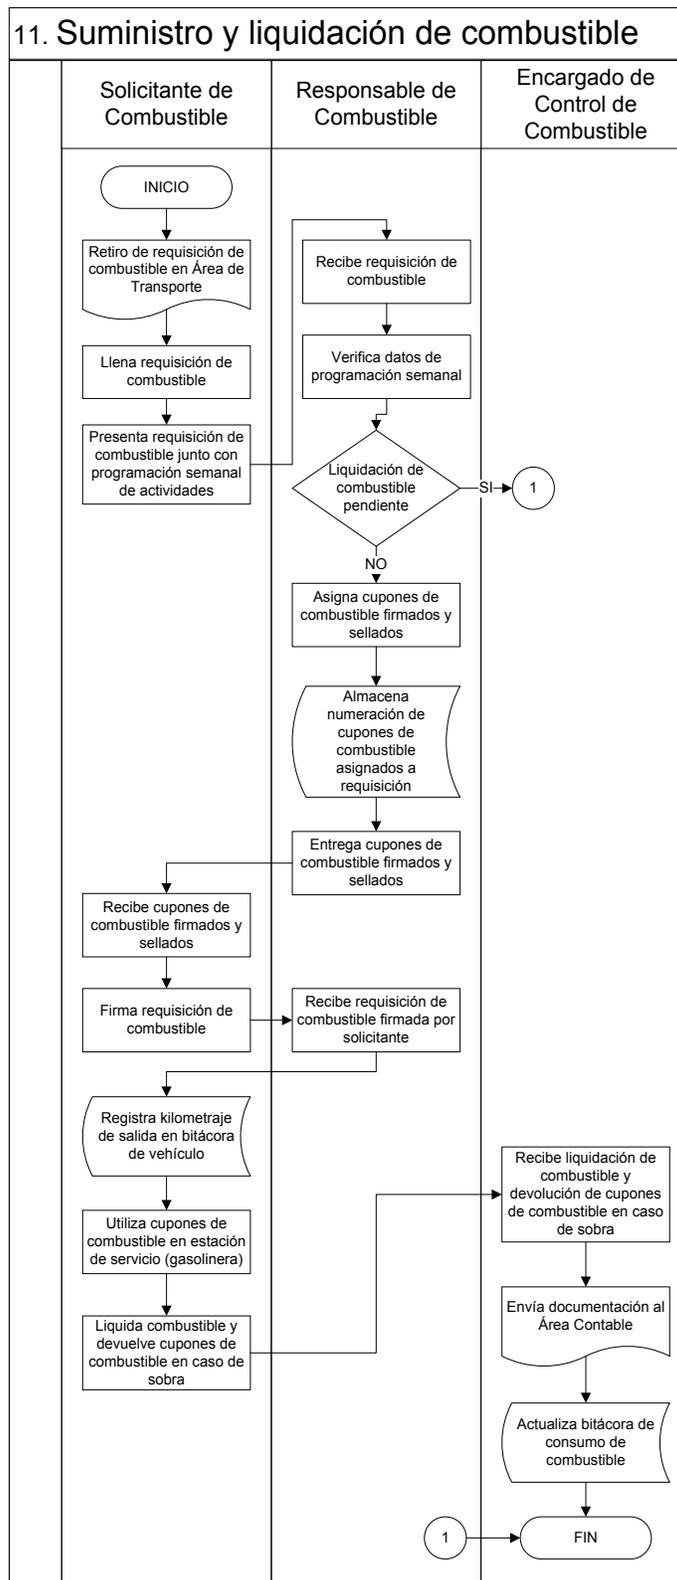 11. Suministro y liquidación de combustible
Solicitante de
Combustible
Responsable de
Combustible
Encargado de
Control de
Combustible
INICIO
Retiro de requisición de
combustible en Área de
Transporte
Llena requisición de
combustible
Presenta requisición de
combustible junto con
programación semanal
de actividades
Recibe requisición de
combustible
Verifica datos de
programación semanal
Liquidación de
combustible
pendiente
SI
1
NO
Asigna cupones de
combustible firmados y
sellados
Almacena
numeración de
cupones de
combustible
asignados a
requisición
Entrega cupones de
combustible firmados y
sellados
Recibe cupones de
combustible firmados y
sellados
Firma requisición de
combustible
Recibe requisición de
combustible firmada por
solicitante
Registra kilometraje
de salida en bitácora
de vehículo
Utiliza cupones de
combustible en estación
de servicio (gasolinera)
Liquida combustible y
devuelve cupones de
combustible en caso de
sobra
Recibe liquidación de
combustible y
devolución de cupones
de combustible en caso
de sobra
Envía documentación al
Área Contable
Actualiza bitácora de
consumo de
combustible
1
FIN